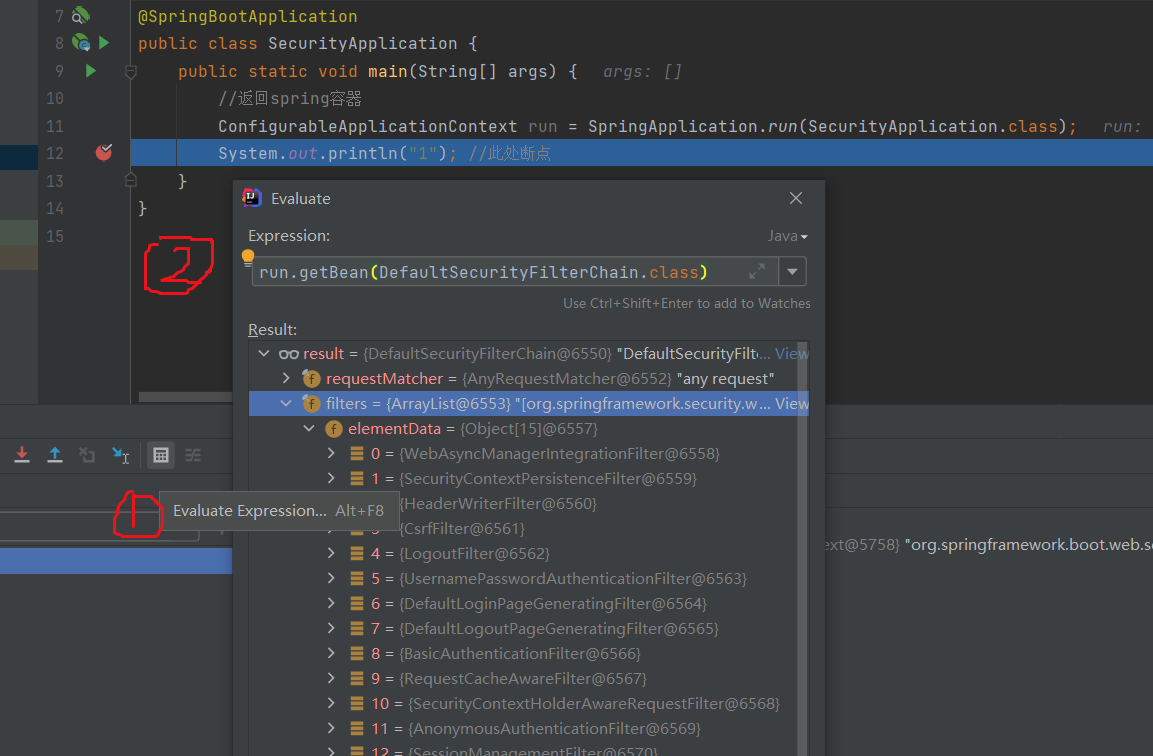 7 @SpringBootApplication
8 public class SecurityApplication {
9 public static void main(String[] args) { args: []
10 //返回spring容器
11 ConfigurableApplicationContext run = SpringApplication.run(SecurityApplication.class); run:
12 System.out.println("1"); //此处断点
13 }
14 }
15
2
Evaluate
Expression:
Java
run.getBean(DefaultSecurityFilterChain.class)
Use Ctrl+Shift+Enter to add to Watches
Result:
result = {DefaultSecurityFilterChain@6550} "DefaultSecurityFilt... View
requestMatcher = {AnyRequestMatcher@6552} "any request"
filters = {ArrayList@6553} "[org.springframework.security.w... View
elementData = {Object[15]@6557}
0 = {WebAsyncManagerIntegrationFilter@6558}
1 = {SecurityContextPersistenceFilter@6559}
{HeaderWriterFilter@6560}
1
Evaluate Expression... Alt+F8
3 = {CsrfFilter@6561}
ext@5758} "org.springframework.boot.web.s
4 = {LogoutFilter@6562}
5 = {UsernamePasswordAuthenticationFilter@6563}
6 = {DefaultLoginPageGeneratingFilter@6564}
7 = {DefaultLogoutPageGeneratingFilter@6565}
8 = {BasicAuthenticationFilter@6566}
9 = {RequestCacheAwareFilter@6567}
10 = {SecurityContextHolderAwareRequestFilter@6568}
11 = {AnonymousAuthenticationFilter@6569}
12 = {SessionManagementFilter@6570}